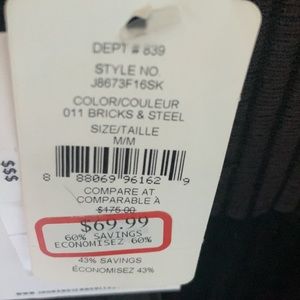 DEPT # 839
STYLE NO.
J8673F16SK
COLOR/COULEUR
011 BRICKS & STEEL
SIZE/TAILLE
M/M
8 88069 96162 9
COMPARE AT
COMPARABLE À
$175.00
$69.99
60% SAVINGS
ECONOMISEZ 60%
43% SAVINGS
ÉCONOMISEZ 43%
$$$